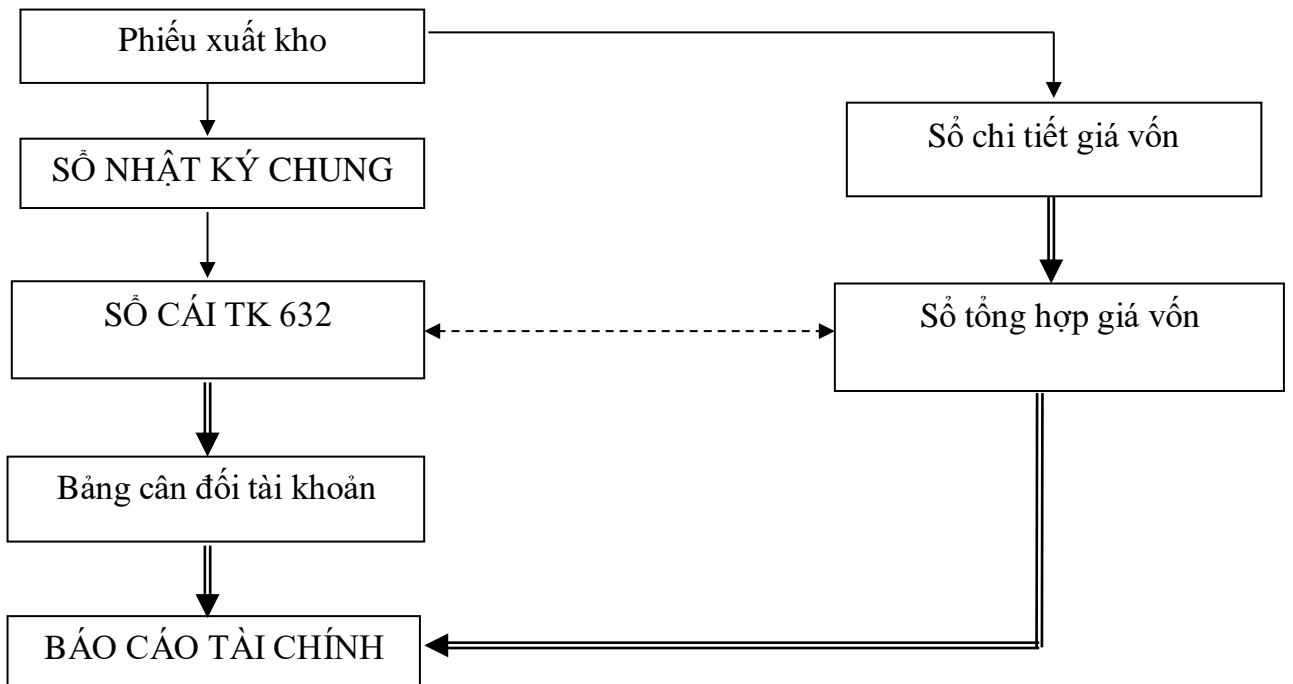 Phiếu xuất kho
Sổ chi tiết giá vốn
SỔ NHẬT KÝ CHUNG
SỔ CÁI TK 632
Sổ tổng hợp giá vốn
Bảng cân đối tài khoản
BÁO CÁO TÀI CHÍNH